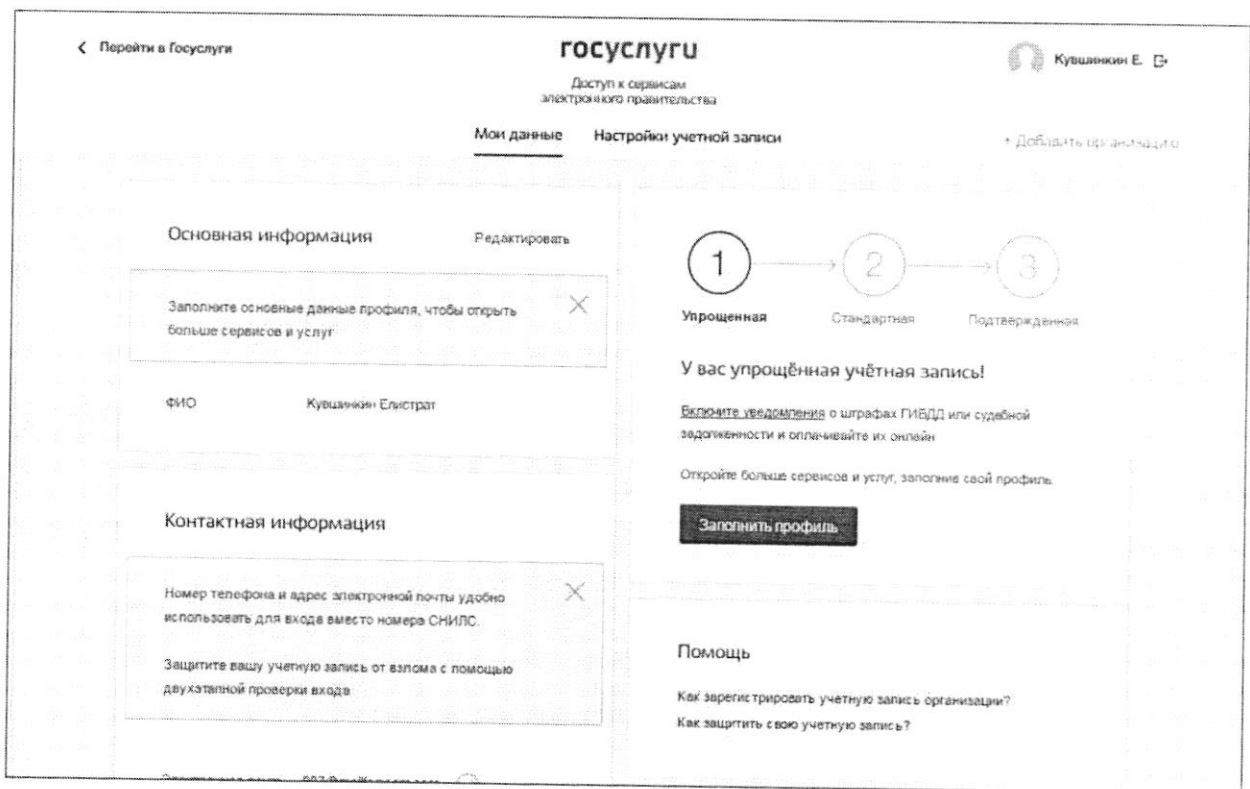 Перейти в Госуслуги
госуслуги
Кувшинкин Е.
Доступ к сервисам
электронного правительства
Мои данные
Настройки учетной записи
+ Добавить организацию
Основная информация
Редактировать
Заполните основные данные профиля, чтобы открыть
больше сервисов и услуг
ФИО
Кувшинкин Елистрат
Контактная информация
Номер телефона и адрес электронной почты удобно
использовать для входа вместо номера СНИЛС.
Защитите вашу учетную запись от взлома с помощью
двухэтапной проверки входа
1
2
3
Упрощенная
Стандартная
Подтвержденная
У вас упрощённая учётная запись!
Включите уведомления о штрафах ГИБДД или судебной
задолженности и оплачивайте их онлайн
Откройте больше сервисов и услуг, заполнив свой профиль
Заполнить профиль
Помощь
Как зарегистрировать учетную запись организации?
Как защитить свою учетную запись?